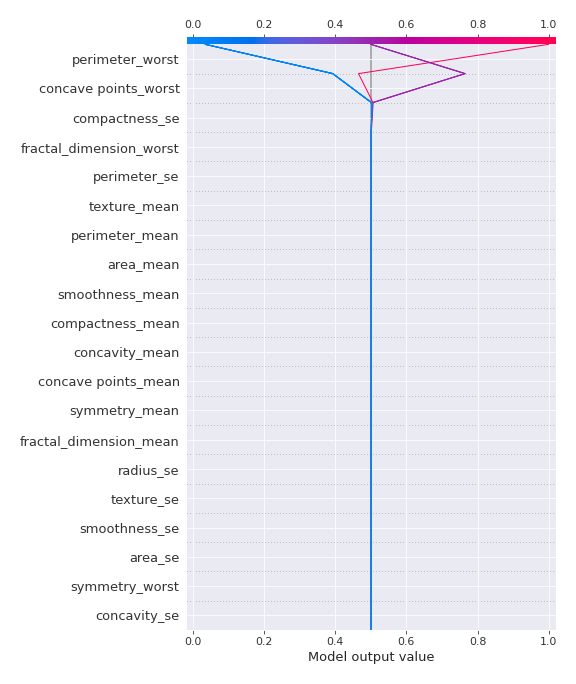 0.0 0.2 0.4 0.6 0.8 1.0
perimeter_worst
concave points_worst
compactness_se
fractal_dimension_worst
perimeter_se
texture_mean
perimeter_mean
area_mean
smoothness_mean
compactness_mean
concavity_mean
concave points_mean
symmetry_mean
fractal_dimension_mean
radius_se
texture_se
smoothness_se
area_se
symmetry_worst
concavity_se
0.0 0.2 0.4 0.6 0.8 1.0
Model output value